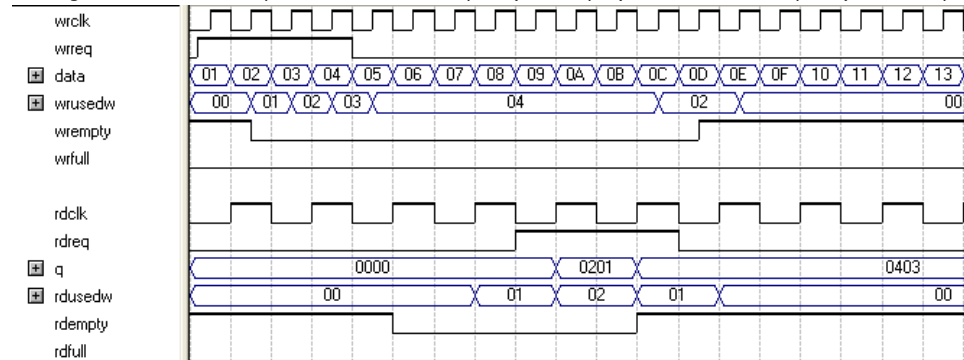 wrclk
wrreq
data 01 02 03 04 05 06 07 08 09 0A 0B 0C 0D 0E 0F 10 11 12 13
wrusedw 00 01 02 03 04 02 00
wrempty
wrfull
rdclk
rdreq
q 0000 0201 0403
rdusedw 00 01 02 01 00
rdempty
rdfull